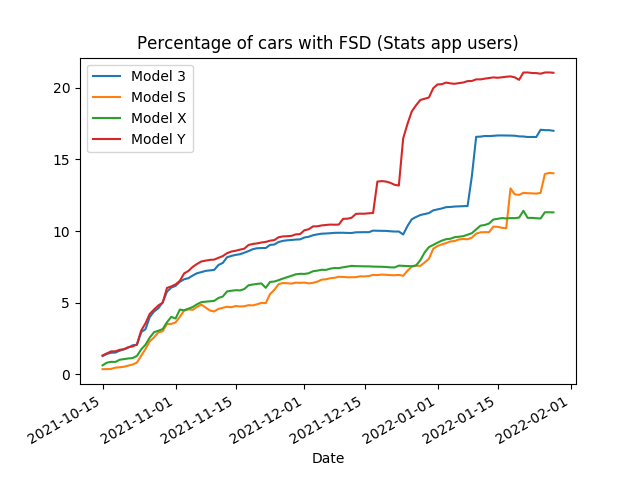 Percentage of cars with FSD (Stats app users)
Model 3
Model S
Model X
Model Y
20
15
10
5
0
2021-10-15
2021-11-01
2021-11-15
2021-12-01
2021-12-15
2022-01-01
2022-01-15
2022-02-01
Date